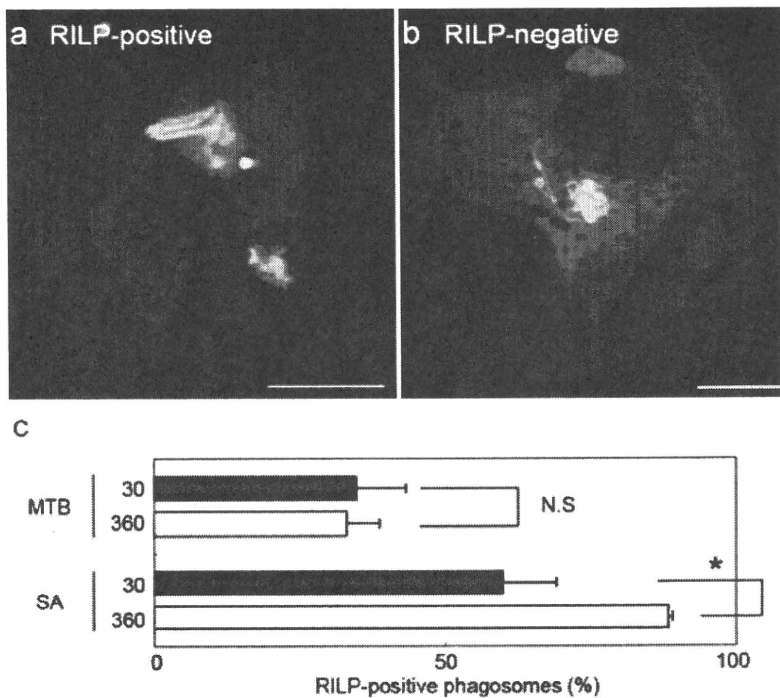 a RILP-positive
b RILP-negative
C
MTB
30
360
N.S
SA
30
360
*
0 50 100
RILP-positive phagosomes (%)